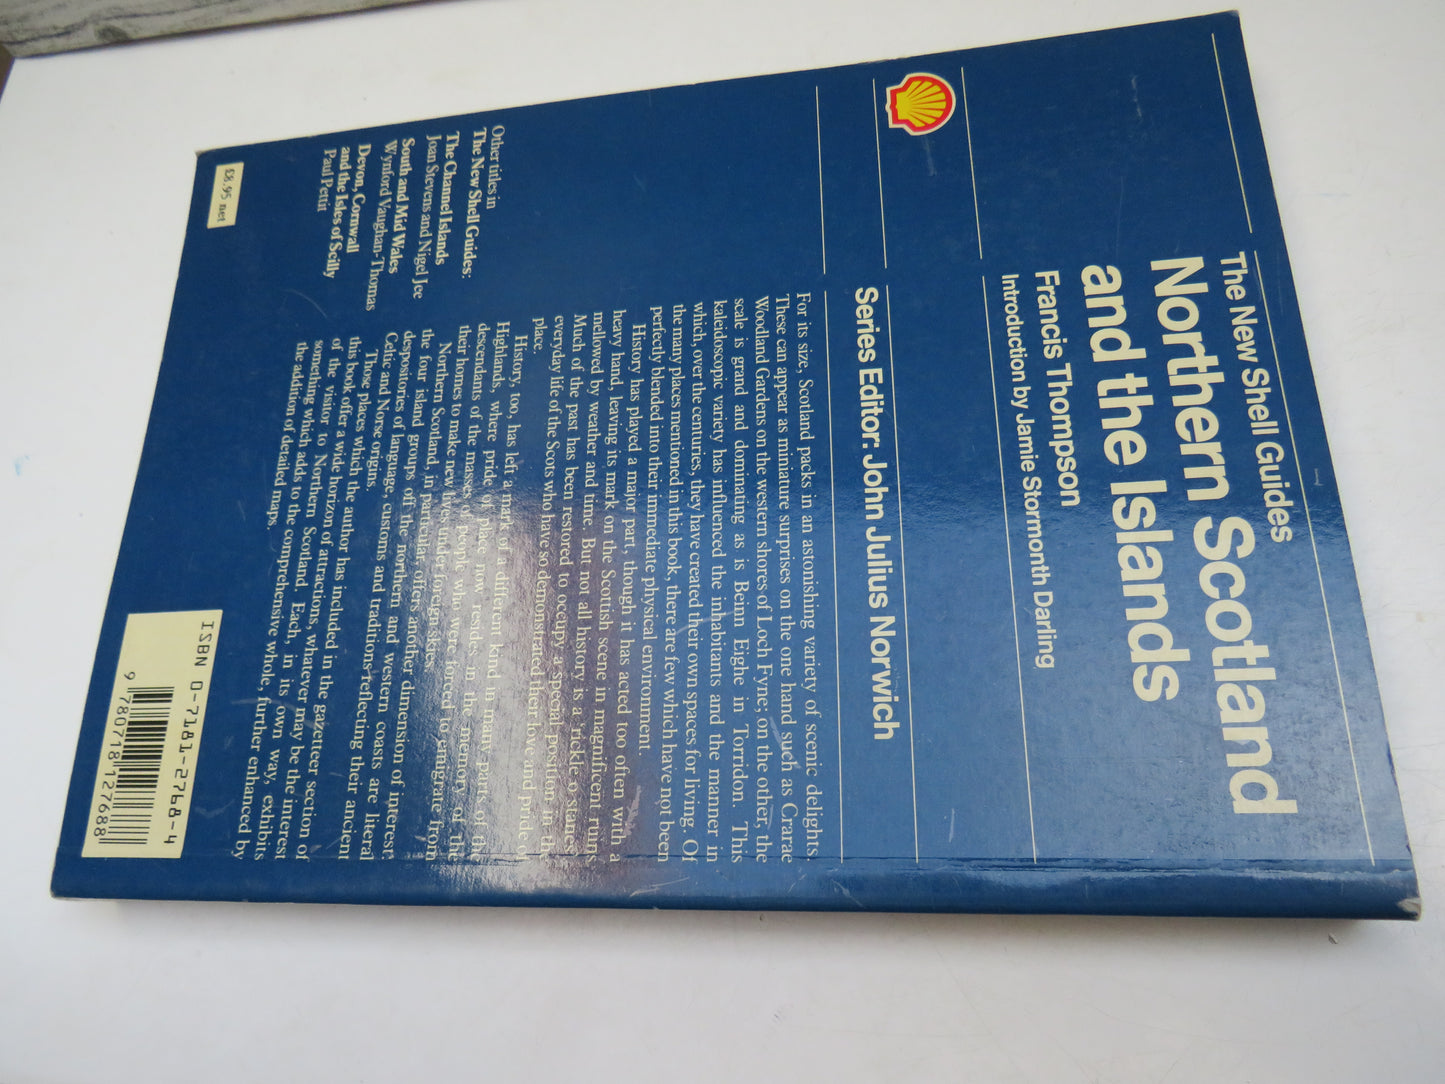 The New Shell Guides
Northern Scotland
and the Islands
Francis Thompson
Introduction by Jamie Stormonth Darling
Series Editor: John Julius Norwich
For its size, Scotland packs in an astonishing variety of scenic delights.
These can appear as miniature surprises on the one hand such as Crarae
Woodland Gardens on the western shores of Loch Fyne; on the other, the
scale is grand and dominating as is Beinn Eighe in Torridon. This
kaleidoscopic variety has influenced the inhabitants and the manner in
which, over the centuries, they have created their own spaces for living. Of
the many places mentioned in this book, there are few which have not been
perfectly blended into their immediate physical environment.
History has played a major part, though it has acted too often with a
heavy hand, leaving its mark on the Scottish scene in magnificent ruins
mellowed by weather and time. But not all history is a rickle o stanes.
Much of the past has been restored to occupy a special position in the
everyday life of the Scots who have so demonstrated their love and pride of
place.
History, too, has left a mark of a different kind in many parts of the
Highlands, where pride of place now resides in the memory of the
descendants of the masses of people who were forced to emigrate from
their homes to make new lives under foreign skies.
Northern Scotland, in particular, offers another dimension of interest:
the four island groups off the northern and western coasts are literal
despositories of language, customs and traditions reflecting their ancient
Celtic and Norse origins.
Those places which the author has included in the gazetteer section of
this book offer a wide horizon of attractions, whatever may be the interest
of the visitor to Northern Scotland. Each, in its own way, exhibits
something which adds to the comprehensive whole, further enhanced by
the addition of detailed maps.
Other titles in
The New Shell Guides:
The Channel Islands
Joan Stevens and Nigel Jee
South and Mid Wales
Wynford Vaughan-Thomas
Devon, Cornwall
and the Isles of Scilly
Paul Pettit
£8.95 net
ISBN 0-7181-2768-4
9 780718 127688